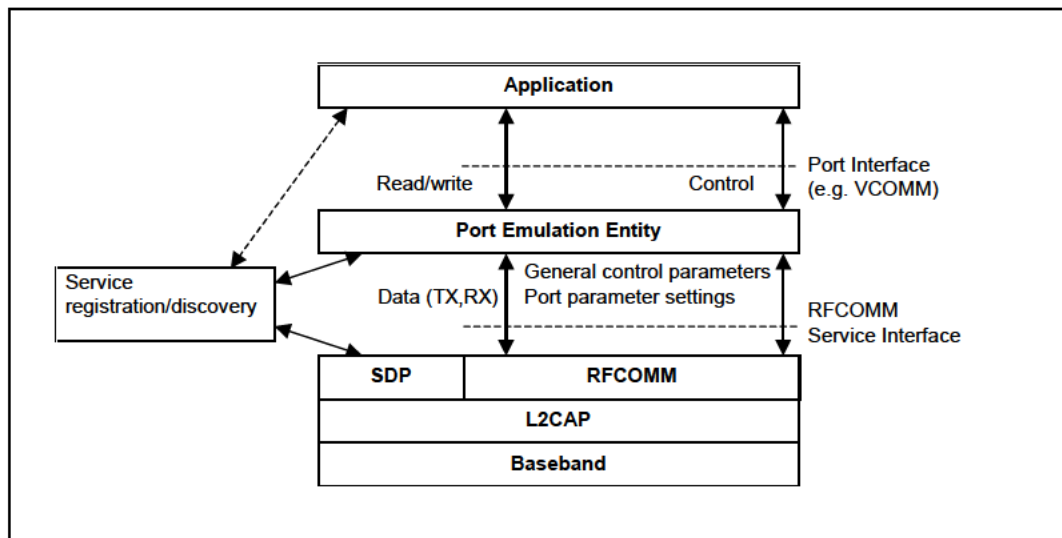 Application
Read/write
Control
Port Interface
(e.g. VCOMM)
Port Emulation Entity
Service
registration/discovery
Data (TX,RX)
General control parameters
Port parameter settings
RFCOMM
Service Interface
SDP
RFCOMM
L2CAP
Baseband